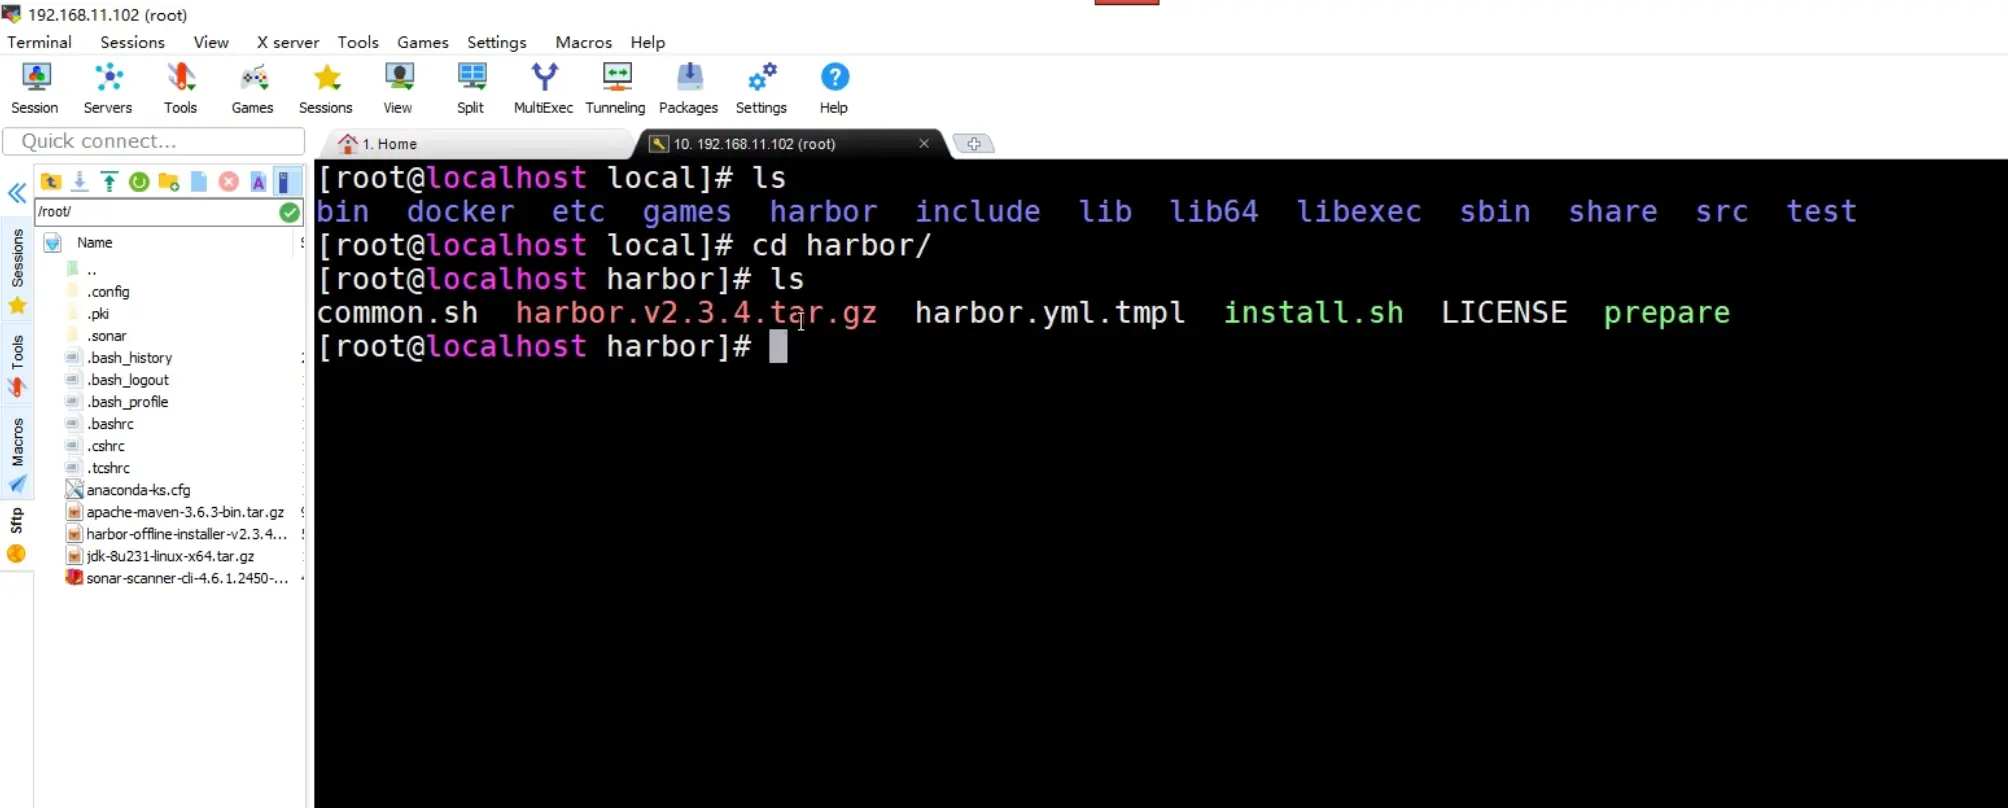 192.168.11.102 (root)
Terminal Sessions View X server Tools Games Settings Macros Help
Session Servers Tools Games Sessions View Split MultiExec Tunneling Packages Settings Help
Quick connect...
1. Home
10. 192.168.11.102 (root)
/root/
Name
..
.config
.pki
.sonar
.bash_history
.bash_logout
.bash_profile
.bashrc
.cshrc
.tcshrc
anaconda-ks.cfg
apache-maven-3.6.3-bin.tar.gz
harbor-offline-installer-v2.3.4...
jdk-8u231-linux-x64.tar.gz
sonar-scanner-cli-4.6.1.2450-...
Sessions
Tools
Macros
Sftp
[root@localhost local]# ls
bin docker etc games harbor include lib lib64 libexec sbin share src test
[root@localhost local]# cd harbor/
[root@localhost harbor]# ls
common.sh harbor.v2.3.4.tar.gz harbor.yml.tmpl install.sh LICENSE prepare
[root@localhost harbor]#